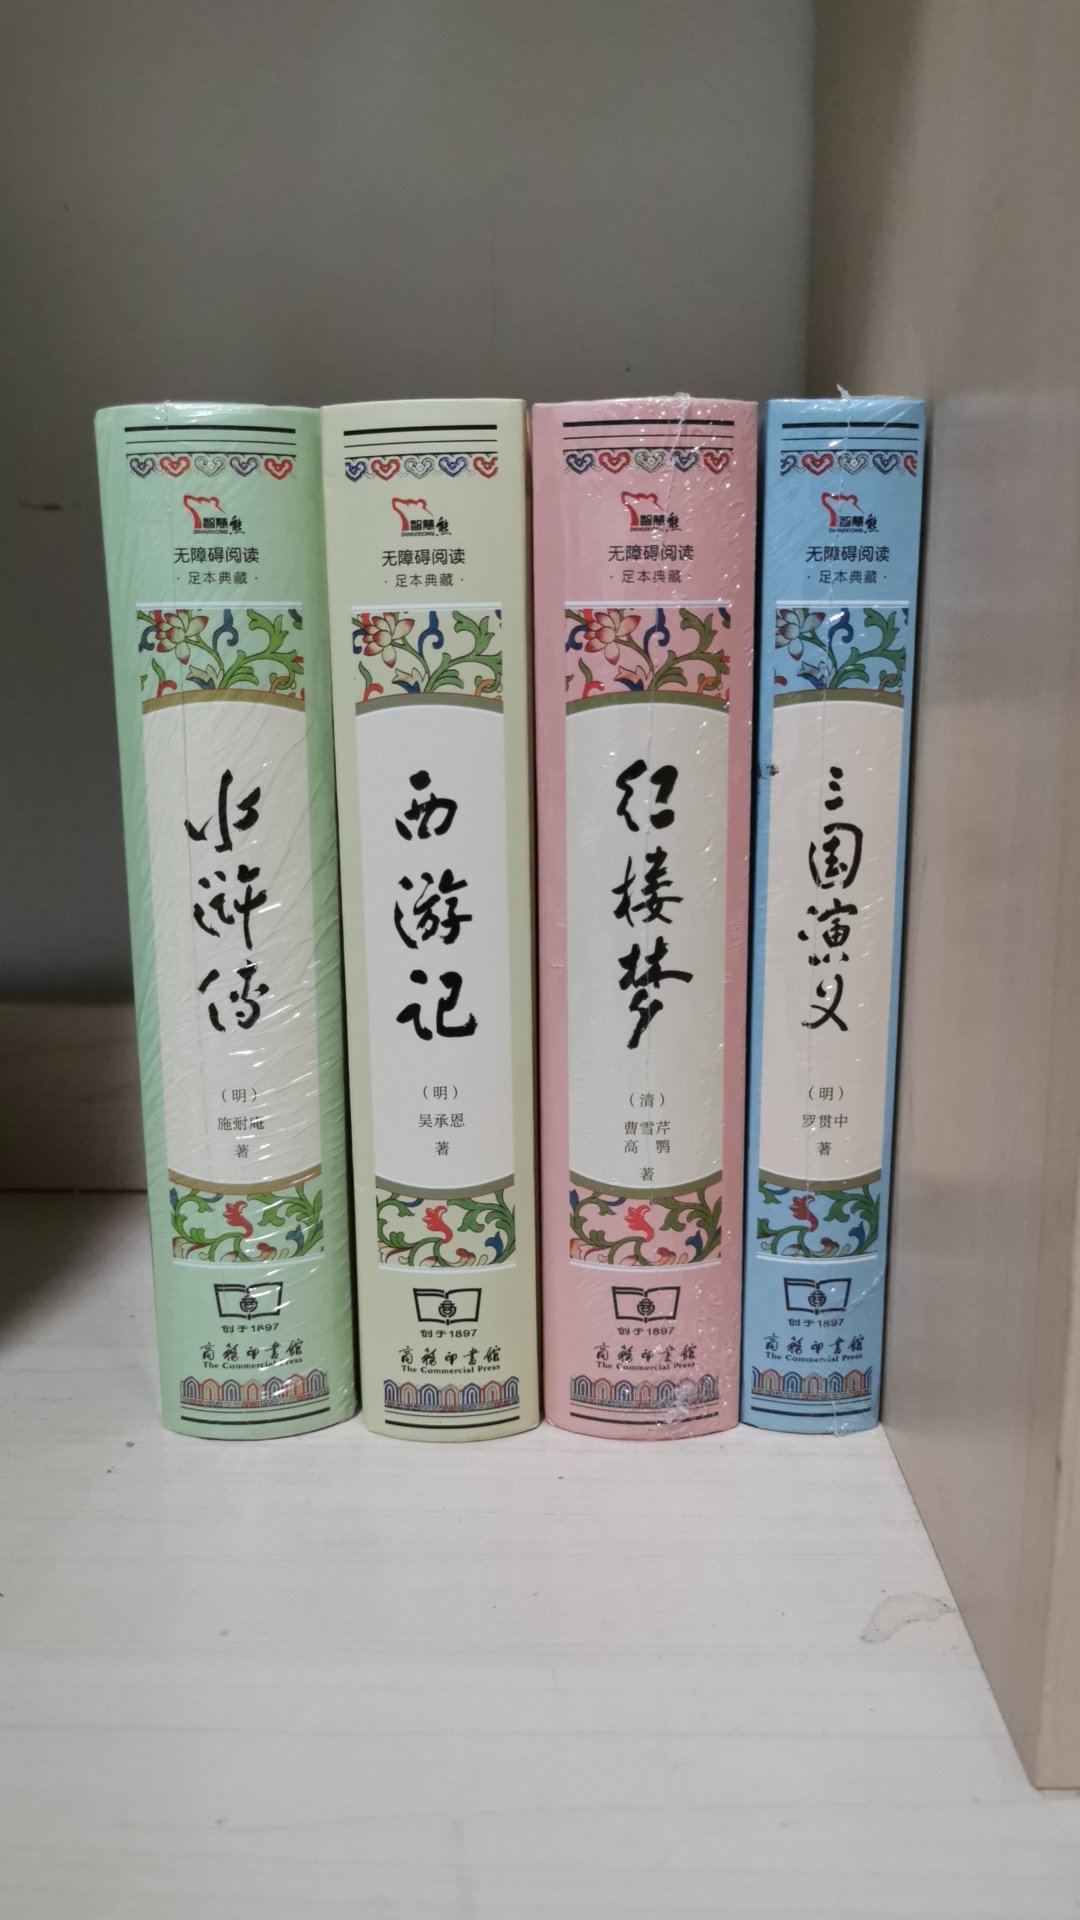 智慧熊
ZHIHUIXIONG
无障碍阅读
·足本典藏·
水浒传
（明）
施耐庵
著
创于1897
商务印书馆
The Commercial Press
智慧熊
ZHIHUIXIONG
无障碍阅读
·足本典藏·
西游记
（明）
吴承恩
著
创于1897
商务印书馆
The Commercial Press
智慧熊
ZHIHUIXIONG
无障碍阅读
·足本典藏·
红楼梦
（清）
曹雪芹
高鹗
著
创于1897
商务印书馆
The Commercial Press
智慧熊
ZHIHUIXIONG
无障碍阅读
·足本典藏·
三国演义
（明）
罗贯中
著
创于1897
商务印书馆
The Commercial Press